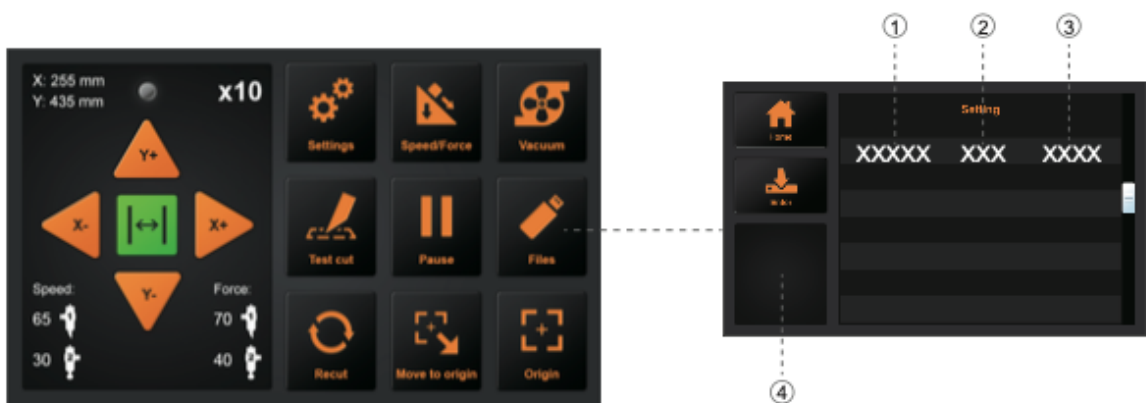 ① ② ③
X: 255 mm
Y: 435 mm
x10
Y+
X-
X+
Y-
Speed:
Force:
65
70
30
40
Settings
Speed/Force
Vacuum
Test cut
Pause
Files
Recut
Move to origin
Origin
Home
Setting
XXXXX XXX XXXX
④